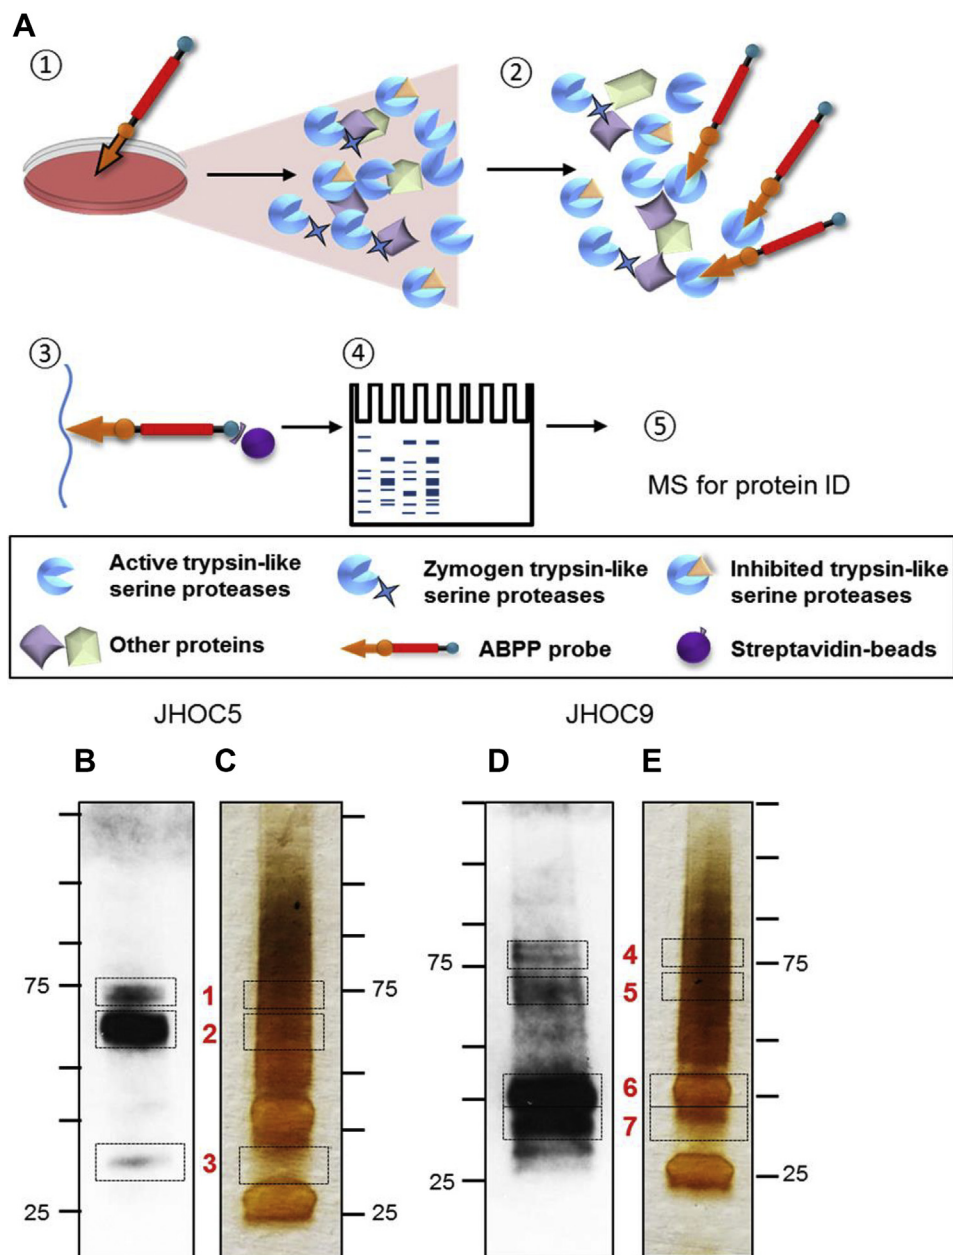 A
①
②
③
④
⑤
MS for protein ID
Active trypsin-like
serine proteases
Zymogen trypsin-like
serine proteases
Inhibited trypsin-like
serine proteases
Other proteins
ABPP probe
Streptavidin-beads
JHOC5
JHOC9
B
C
D
E
75
1
2
3
25
75
25
75
4
5
6
7
25
75
25